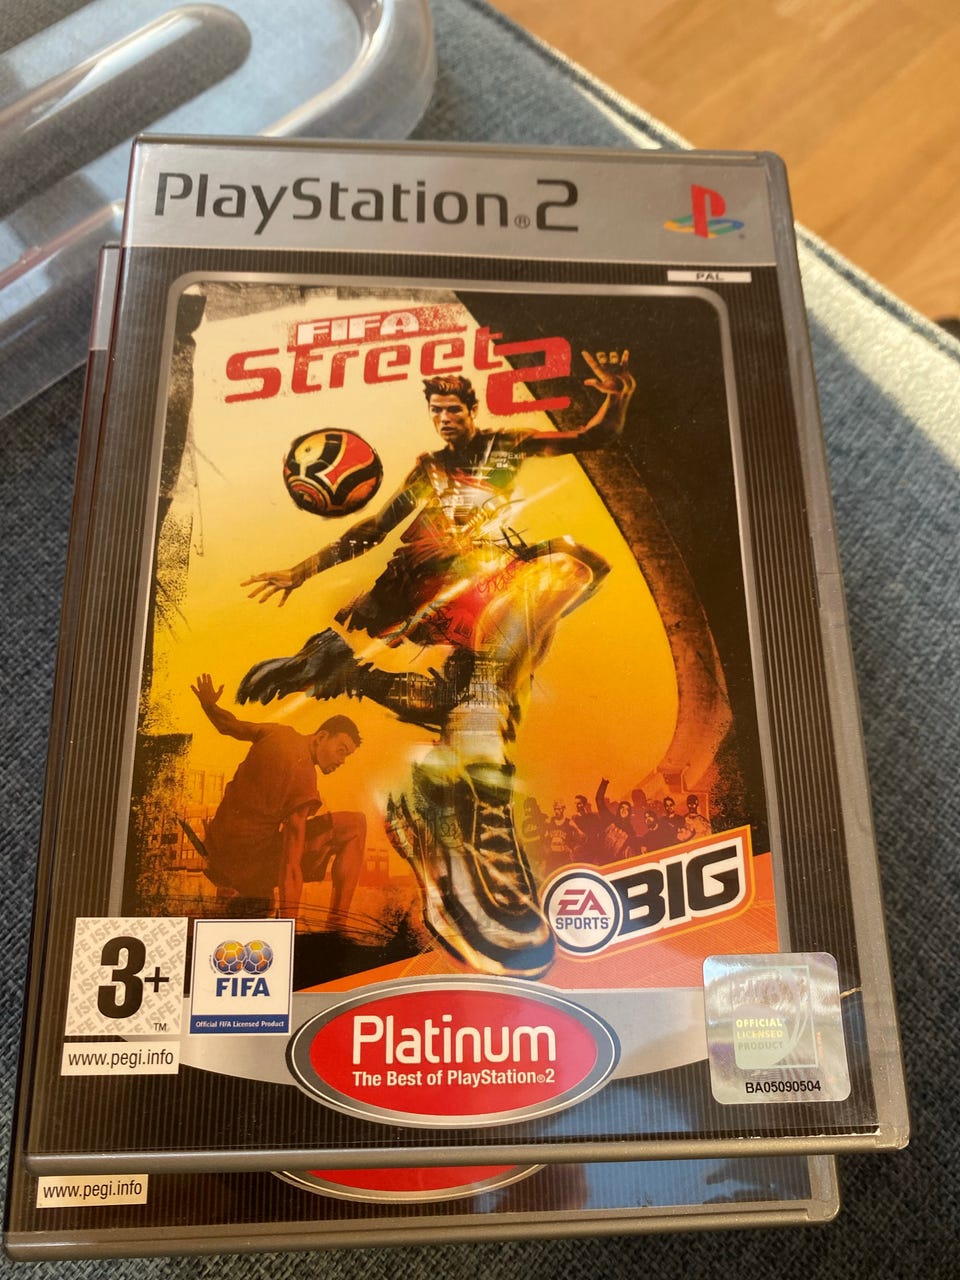 PlayStation®2
PAL
FIFA
Street 2
EA
SPORTS
BIG
3+
TM
www.pegi.info
FIFA
Official FIFA Licensed Product
Platinum
The Best of PlayStation®2
OFFICIAL
LICENSED
PRODUCT
BA05090504
www.pegi.info